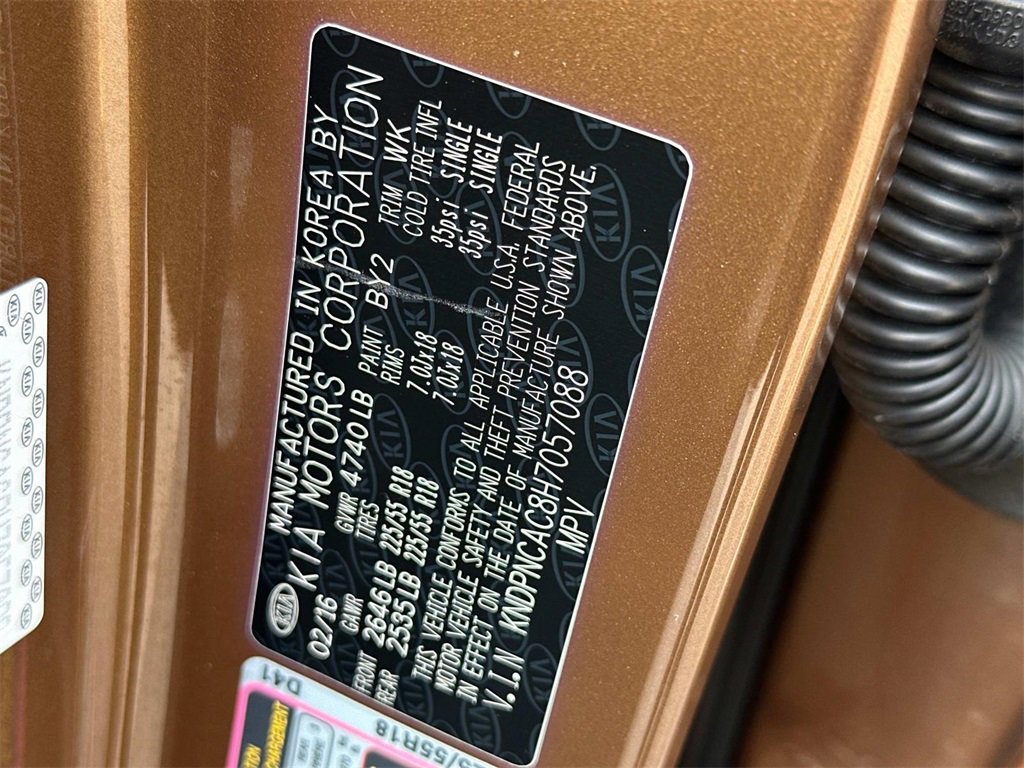 KIA
MANUFACTURED IN KOREA BY
KIA MOTORS CORPORATION
02/16 GVWR 4740LB PAINT BY2 TRIM WK
GAWR TIRES RIMS COLD TIRE INFL
FRONT 2646LB 225/55 R18 7.0Jx18 35psi SINGLE
REAR 2535LB 225/55 R18 7.0Jx18 35psi SINGLE
THIS VEHICLE CONFORMS TO ALL APPLICABLE U.S.A. FEDERAL
MOTOR VEHICLE SAFETY AND THEFT PREVENTION STANDARDS
IN EFFECT ON THE DATE OF MANUFACTURE SHOWN ABOVE.
V.I.N KNDPNCAC8H7057088
MPV
D41
55R18